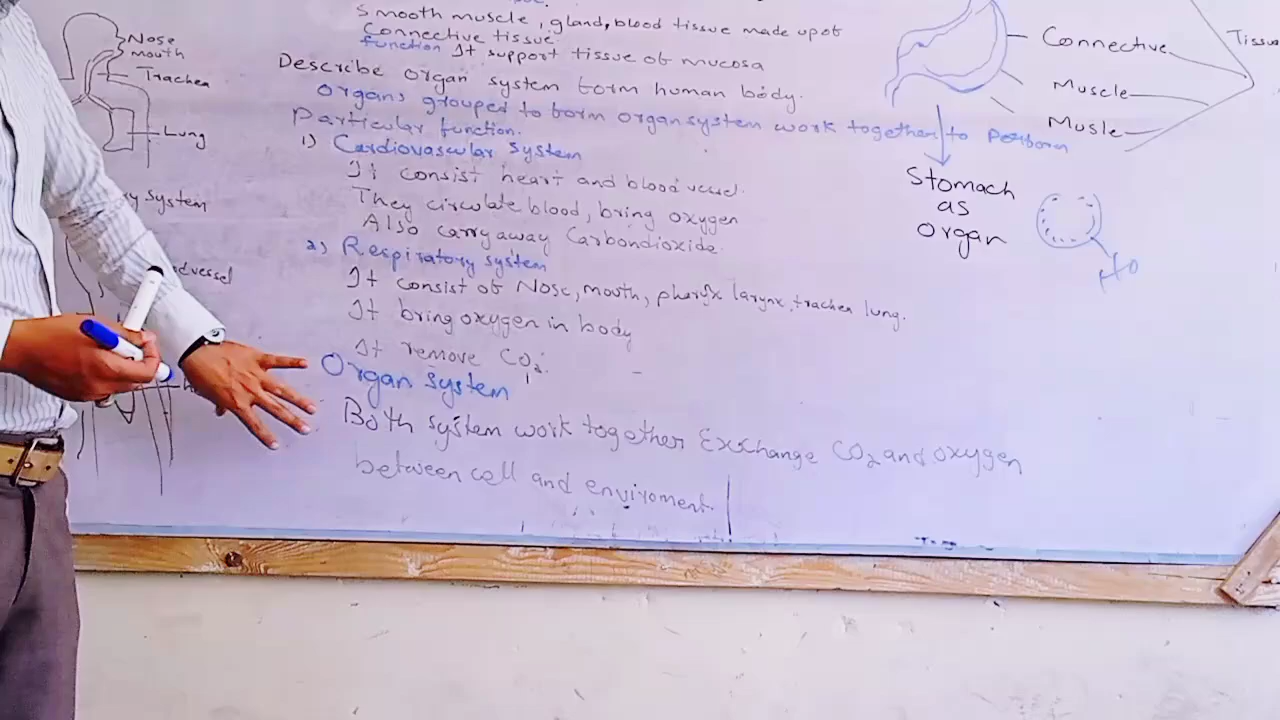 Smooth muscle, gland, blood tissue made up of
Connective tissue
function It support tissue of mucosa
Describe organ system form human body.
Organs grouped to form organ system work together to perform
Particular function.
1) Cardiovascular system
It consist heart and blood vessel.
They circulate blood, bring oxygen
Also carry away Carbondioxide.
2) Respiratory system
It consist of Nose, mouth, pharyx larynx, trachea lung.
It bring oxygen in body
It remove CO2.
Organ system
Both system work together Exchange CO2 and oxygen
between cell and enviroment.
Nose
mouth
Trachea
Lung
system
vessel
Connective
Muscle
Musle
Tissue
Stomach
as
organ